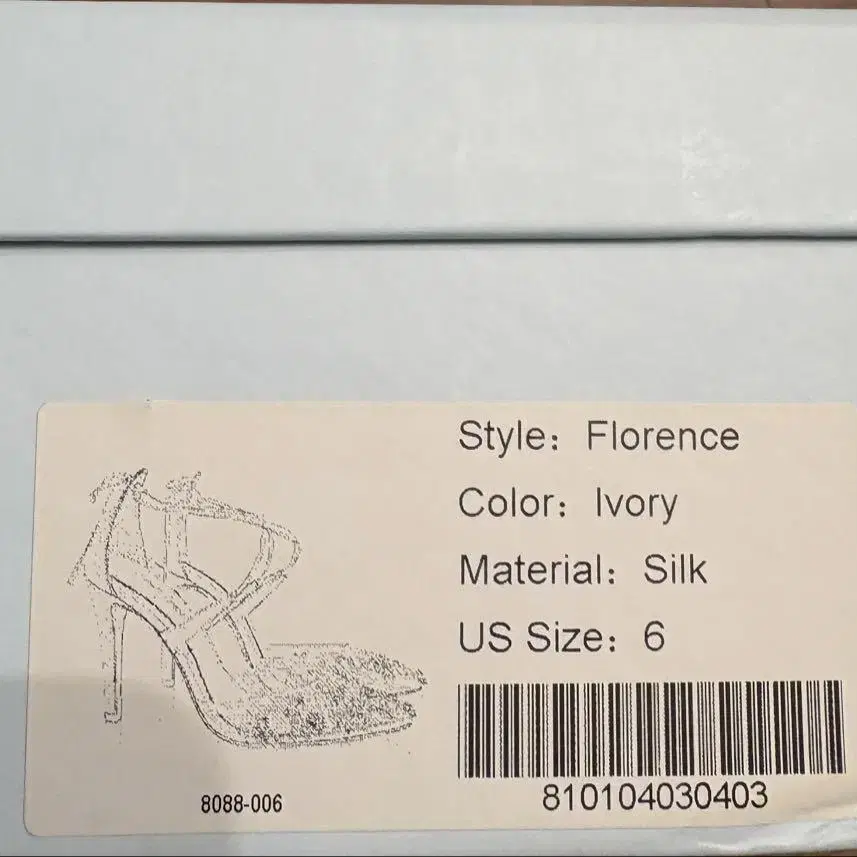 Style: Florence
Color: Ivory
Material: Silk
US Size: 6
810104030403
8088-006